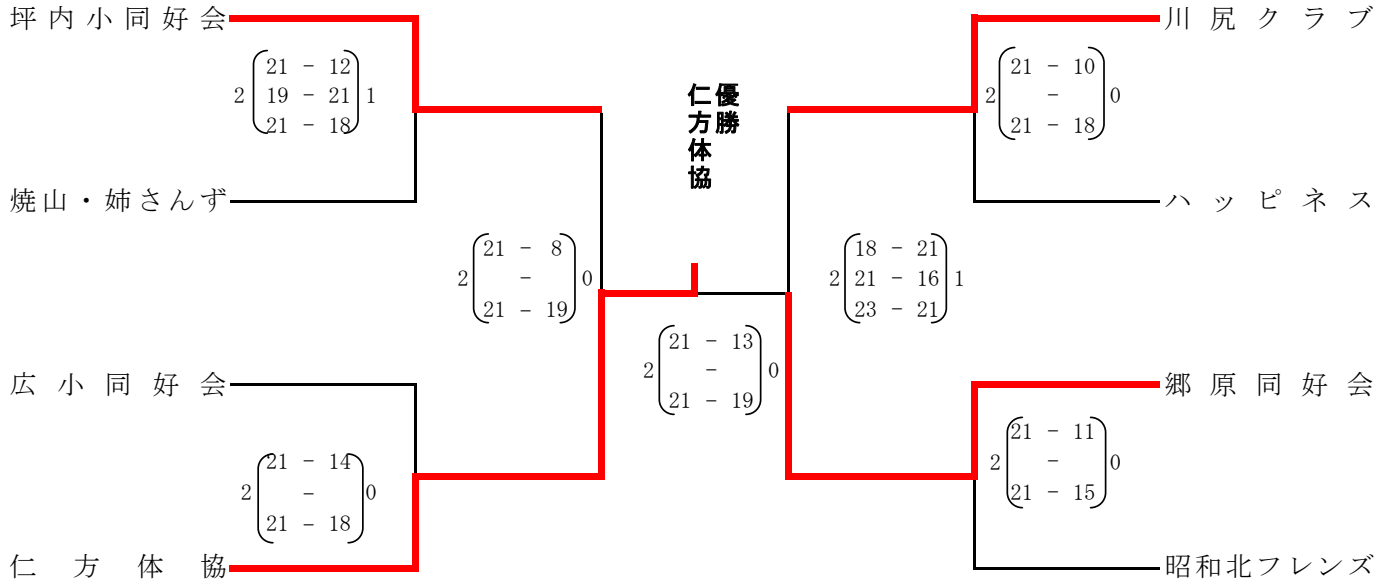 坪内小同好会
21 - 12
2 19 - 21 1
21 - 18
焼山・姉さんず
21 - 8
2 - 0
21 - 19
広小同好会
21 - 14
2 - 0
21 - 18
仁方体協
優勝
仁方体協
21 - 13
2 - 0
21 - 19
川尻クラブ
21 - 10
2 - 0
21 - 18
ハッピネス
18 - 21
2 21 - 16 1
23 - 21
郷原同好会
21 - 11
2 - 0
21 - 15
昭和北フレンズ